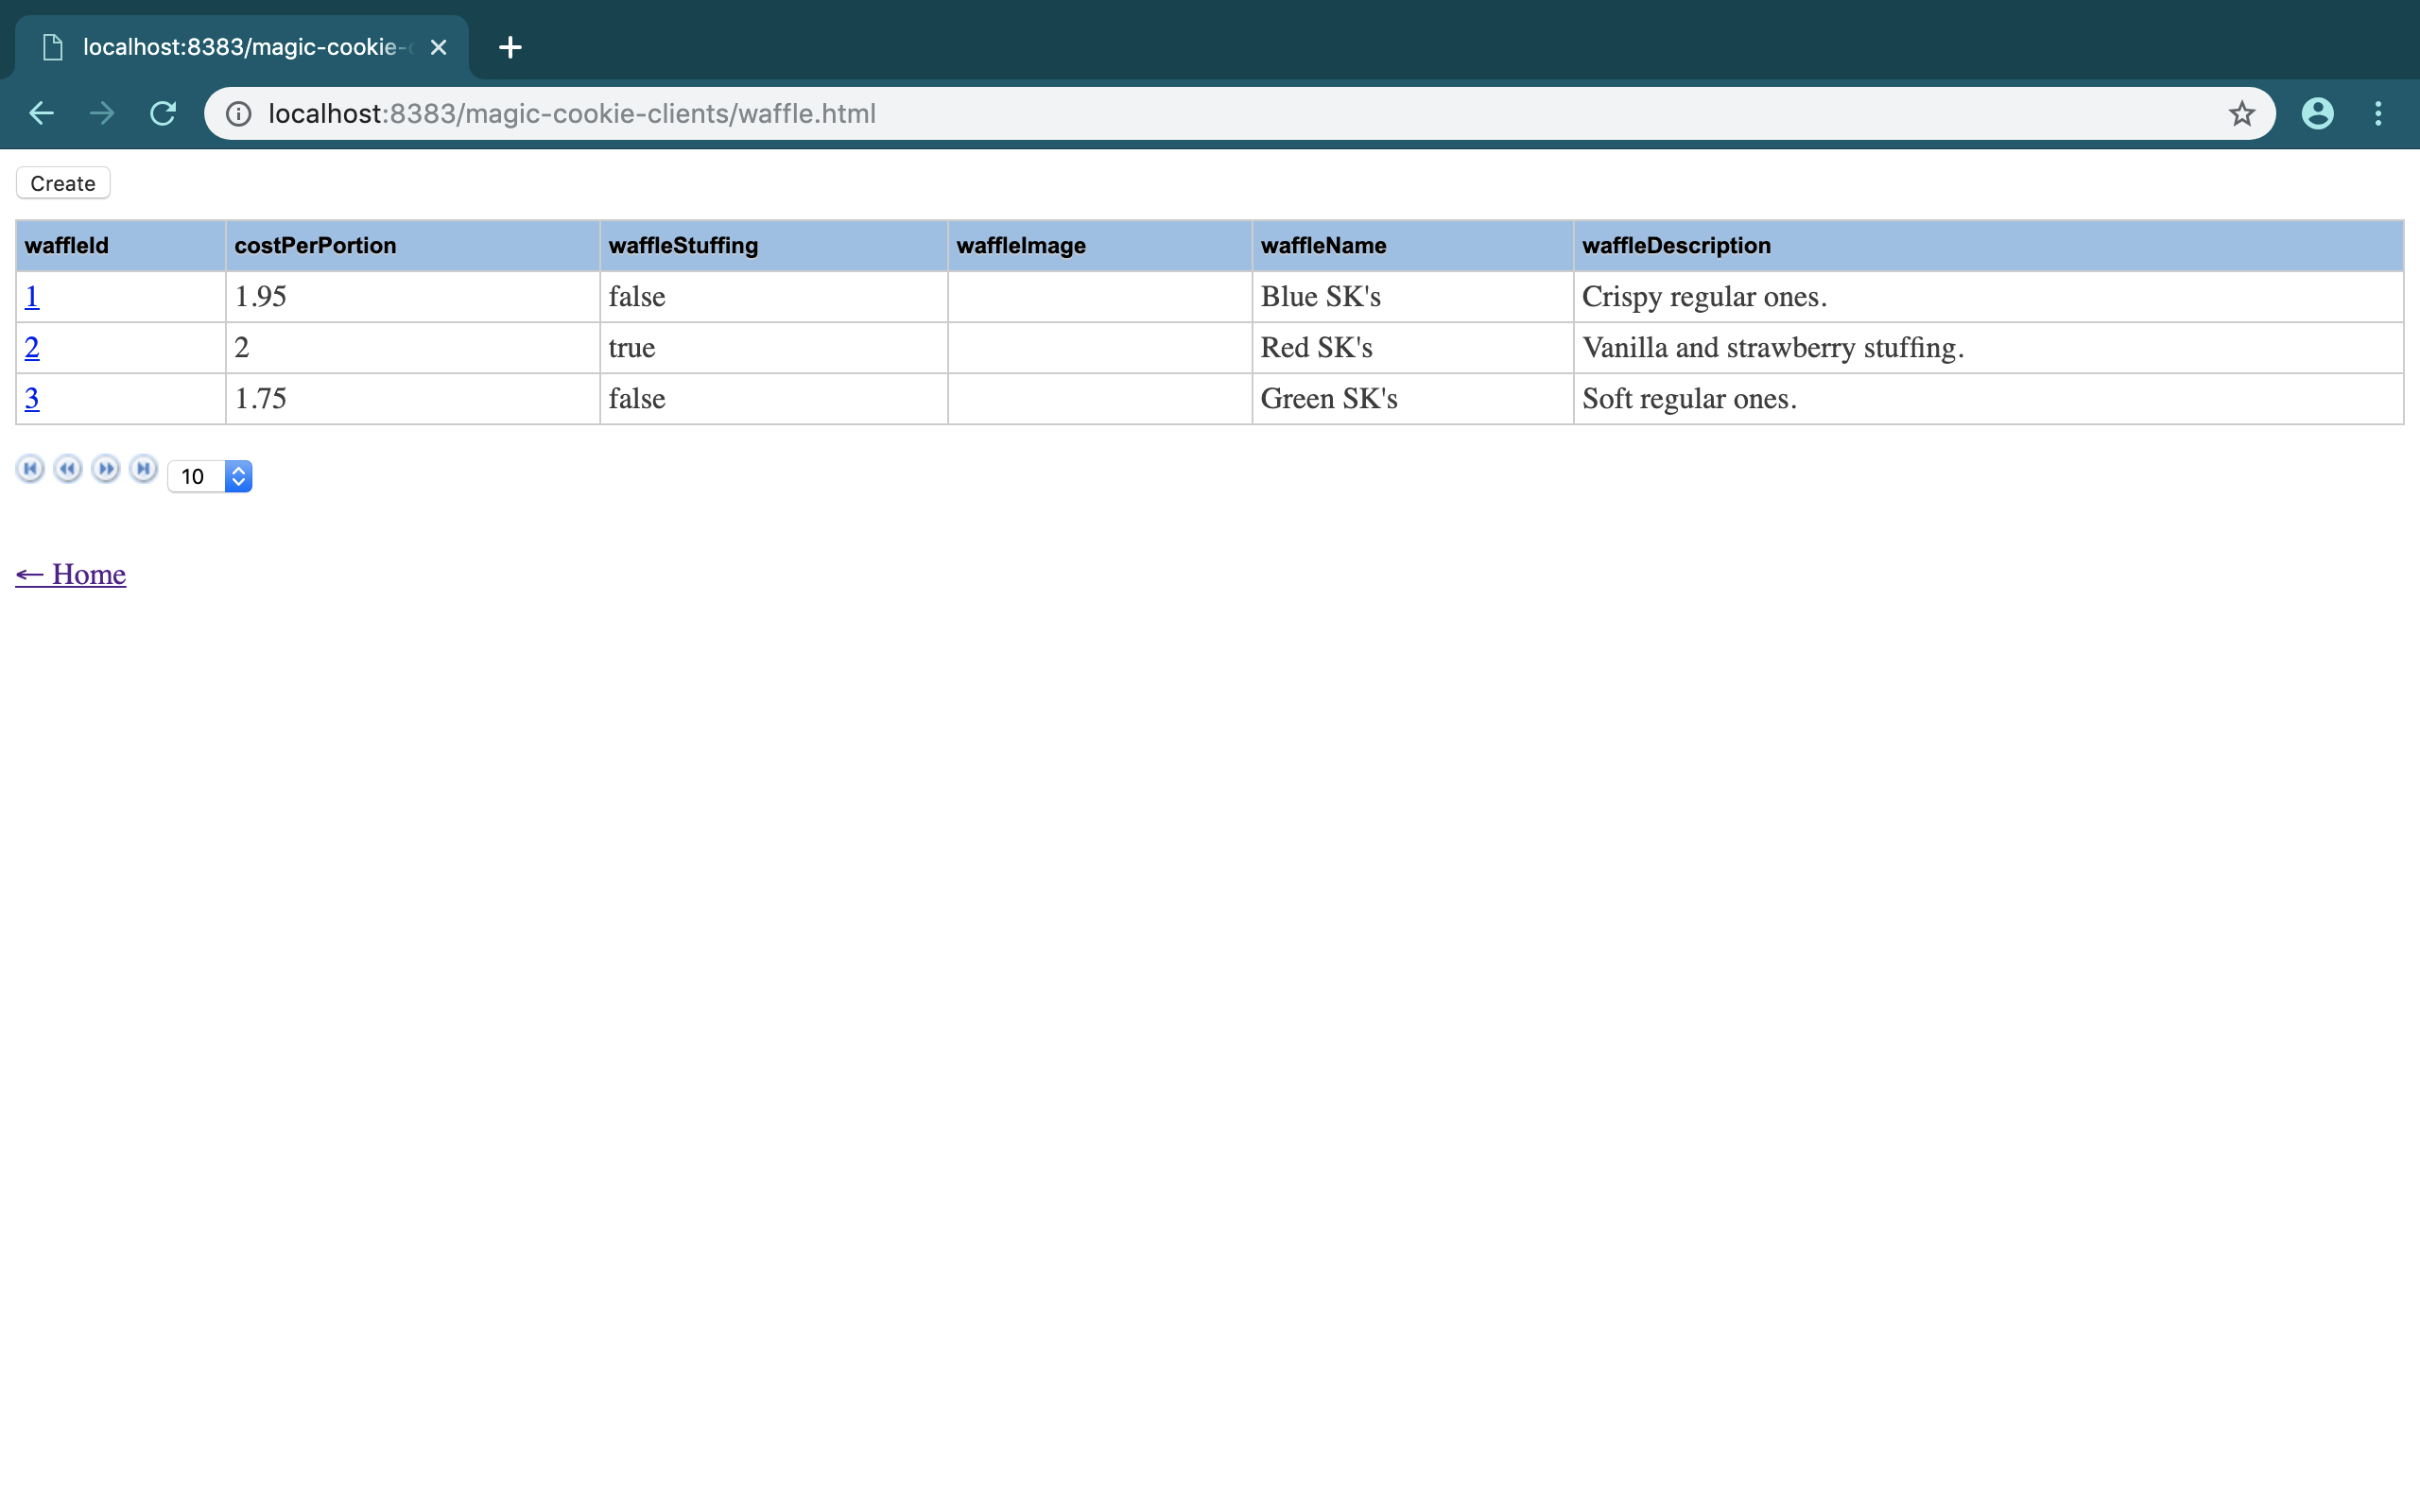 localhost:8383/magic-cookie-
localhost:8383/magic-cookie-clients/waffle.html
Create
waffleId costPerPortion waffleStuffing waffleImage waffleName waffleDescription
1 1.95 false Blue SK's Crispy regular ones.
2 2 true Red SK's Vanilla and strawberry stuffing.
3 1.75 false Green SK's Soft regular ones.
10
← Home